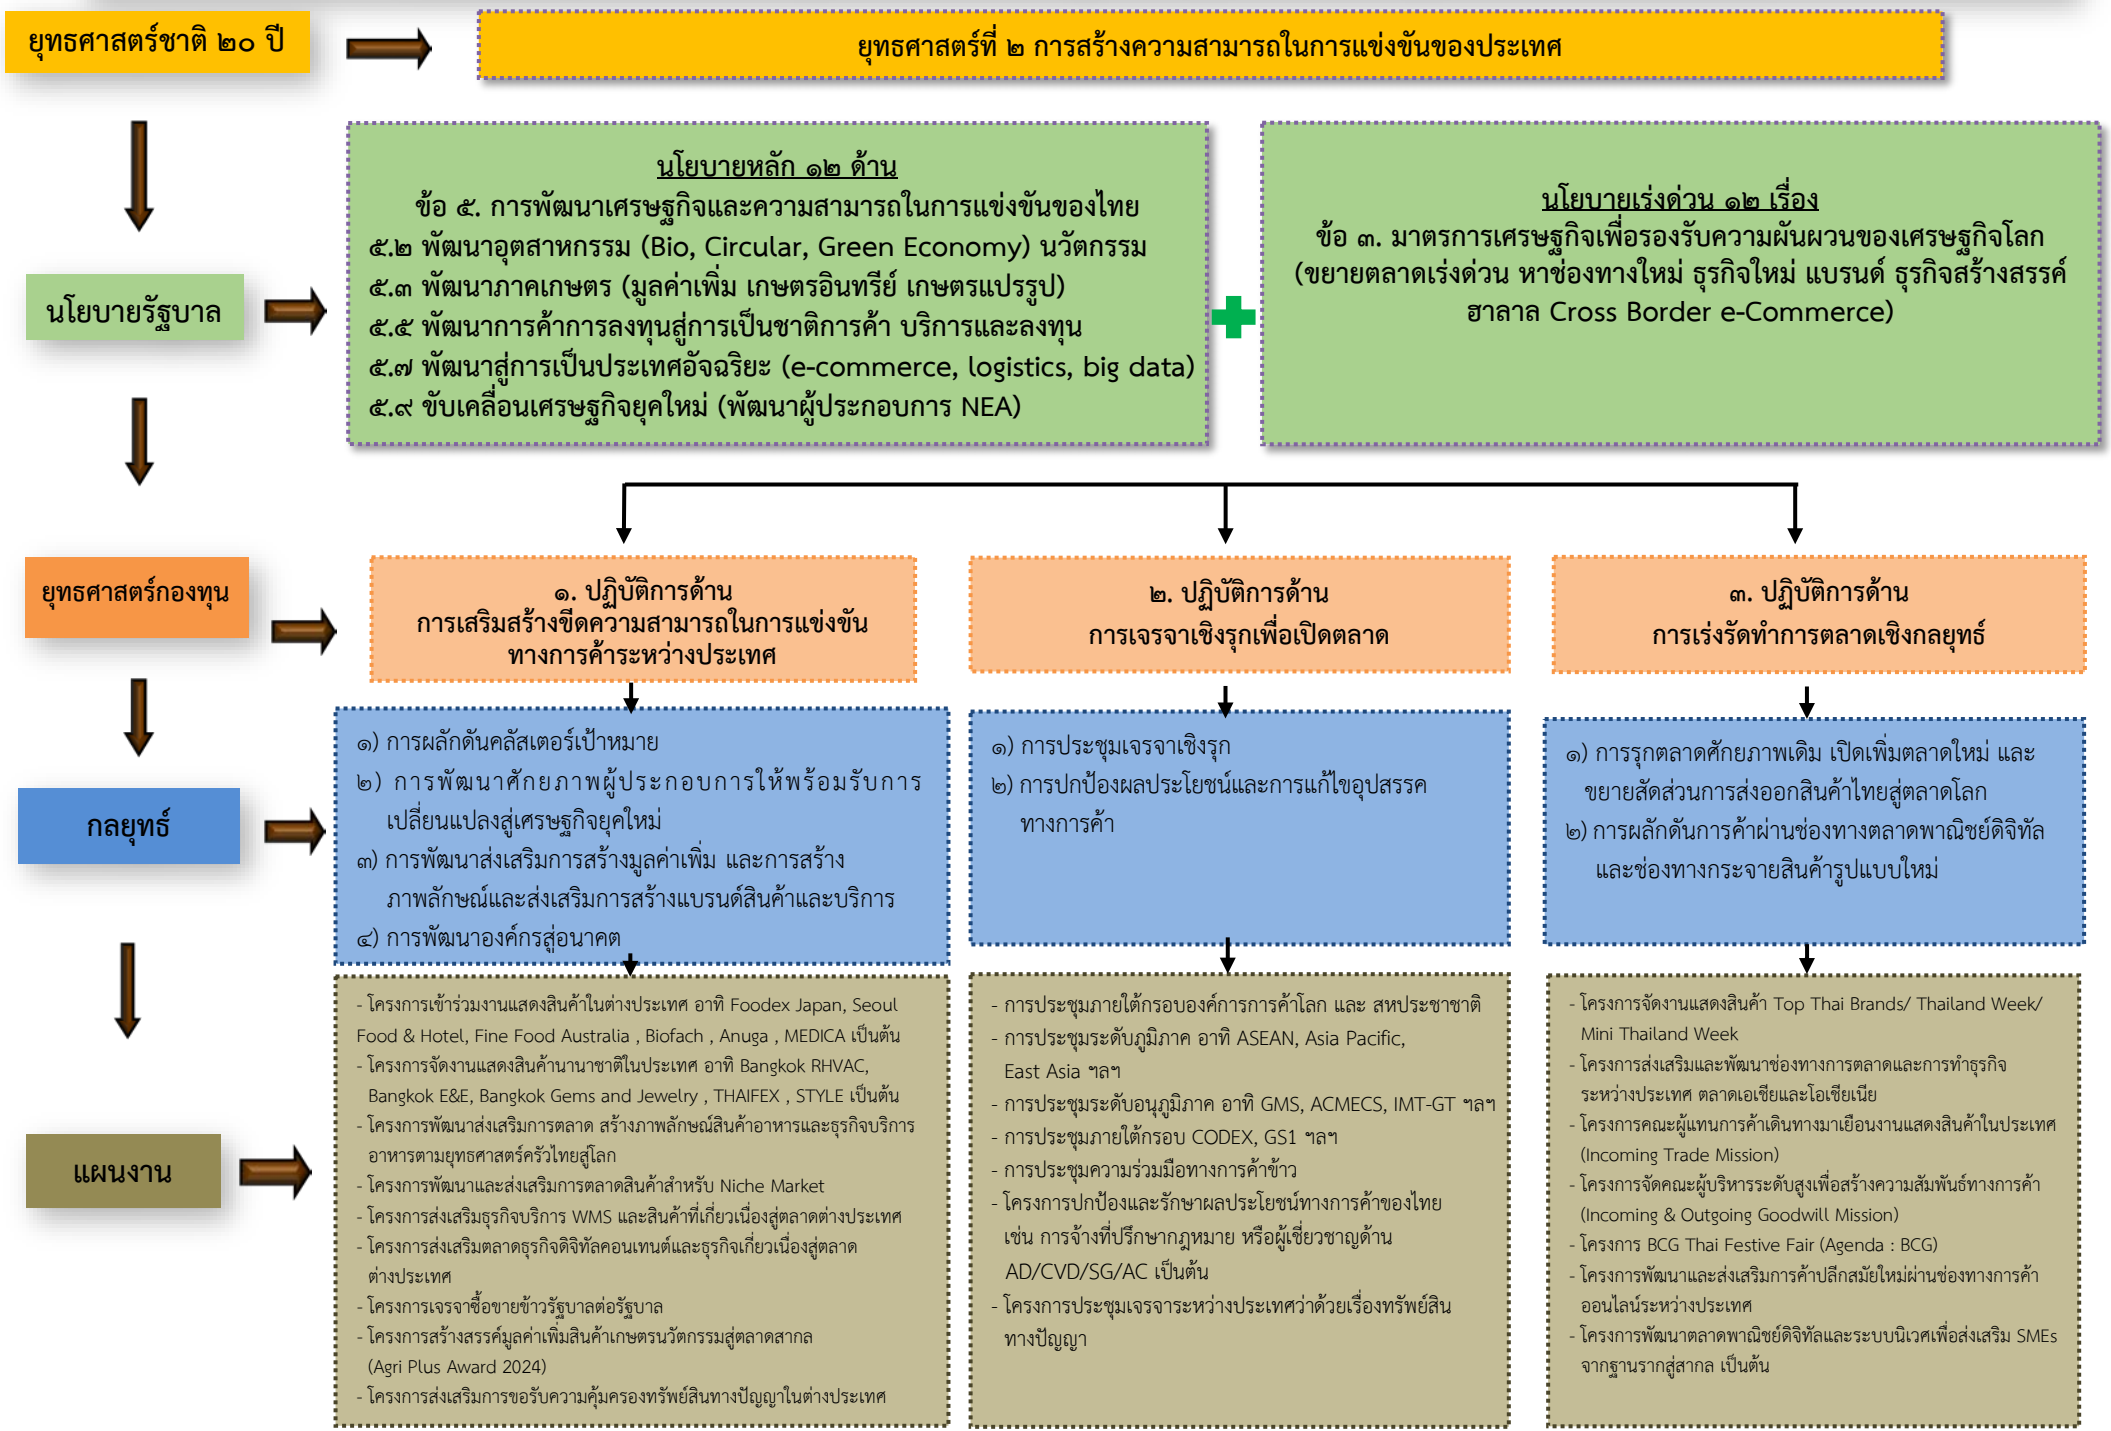 ยุทธศาสตร์ชาติ ๒๐ ปี
ยุทธศาสตร์ที่ ๒ การสร้างความสามารถในการแข่งขันของประเทศ
นโยบายรัฐบาล
นโยบายหลัก ๑๒ ด้าน
ข้อ ๕. การพัฒนาเศรษฐกิจและความสามารถในการแข่งขันของไทย
๕.๒ พัฒนาอุตสาหกรรม (Bio, Circular, Green Economy) นวัตกรรม
๕.๓ พัฒนาภาคเกษตร (มูลค่าเพิ่ม เกษตรอินทรีย์ เกษตรแปรรูป)
๕.๕ พัฒนาการค้าการลงทุนสู่การเป็นชาติการค้า บริการและลงทุน
๕.๗ พัฒนาสู่การเป็นประเทศอัจฉริยะ (e-commerce, logistics, big data)
๕.๙ ขับเคลื่อนเศรษฐกิจยุคใหม่ (พัฒนาผู้ประกอบการ NEA)
นโยบายเร่งด่วน ๑๒ เรื่อง
ข้อ ๓. มาตรการเศรษฐกิจเพื่อรองรับความผันผวนของเศรษฐกิจโลก
(ขยายตลาดเร่งด่วน หาช่องทางใหม่ ธุรกิจใหม่ แบรนด์ ธุรกิจสร้างสรรค์
ฮาลาล Cross Border e-Commerce)
ยุทธศาสตร์กองทุน
๑. ปฏิบัติการด้าน
การเสริมสร้างขีดความสามารถในการแข่งขัน
ทางการค้าระหว่างประเทศ
๒. ปฏิบัติการด้าน
การเจรจาเชิงรุกเพื่อเปิดตลาด
๓. ปฏิบัติการด้าน
การเร่งรัดทำการตลาดเชิงกลยุทธ์
กลยุทธ์
๑) การผลักดันคลัสเตอร์เป้าหมาย
๒) การพัฒนาศักยภาพผู้ประกอบการให้พร้อมรับการ
เปลี่ยนแปลงสู่เศรษฐกิจยุคใหม่
๓) การพัฒนาส่งเสริมการสร้างมูลค่าเพิ่ม และการสร้าง
ภาพลักษณ์และส่งเสริมการสร้างแบรนด์สินค้าและบริการ
๔) การพัฒนาองค์กรสู่อนาคต
๑) การประชุมเจรจาเชิงรุก
๒) การปกป้องผลประโยชน์และการแก้ไขอุปสรรค
ทางการค้า
๑) การรุกตลาดศักยภาพเดิม เปิดเพิ่มตลาดใหม่ และ
ขยายสัดส่วนการส่งออกสินค้าไทยสู่ตลาดโลก
๒) การผลักดันการค้าผ่านช่องทางตลาดพาณิชย์ดิจิทัล
และช่องทางกระจายสินค้ารูปแบบใหม่
แผนงาน
- โครงการเข้าร่วมงานแสดงสินค้าในต่างประเทศ อาทิ Foodex Japan, Seoul
Food & Hotel, Fine Food Australia , Biofach , Anuga , MEDICA เป็นต้น
- โครงการจัดงานแสดงสินค้านานาชาติในประเทศ อาทิ Bangkok RHVAC,
Bangkok E&E, Bangkok Gems and Jewelry , THAIFEX , STYLE เป็นต้น
- โครงการพัฒนาส่งเสริมการตลาด สร้างภาพลักษณ์สินค้าอาหารและธุรกิจบริการ
อาหารตามยุทธศาสตร์ครัวไทยสู่โลก
- โครงการพัฒนาและส่งเสริมการตลาดสินค้าสำหรับ Niche Market
- โครงการส่งเสริมธุรกิจบริการ WMS และสินค้าที่เกี่ยวเนื่องสู่ตลาดต่างประเทศ
- โครงการส่งเสริมตลาดธุรกิจดิจิทัลคอนเทนต์และธุรกิจเกี่ยวเนื่องสู่ตลาด
ต่างประเทศ
- โครงการเจรจาซื้อขายข้าวรัฐบาลต่อรัฐบาล
- โครงการสร้างสรรค์มูลค่าเพิ่มสินค้าเกษตรนวัตกรรมสู่ตลาดสากล
(Agri Plus Award 2024)
- โครงการส่งเสริมการขอรับความคุ้มครองทรัพย์สินทางปัญญาในต่างประเทศ
- การประชุมภายใต้กรอบองค์การการค้าโลก และ สหประชาชาติ
- การประชุมระดับภูมิภาค อาทิ ASEAN, Asia Pacific,
East Asia ฯลฯ
- การประชุมระดับอนุภูมิภาค อาทิ GMS, ACMECS, IMT-GT ฯลฯ
- การประชุมภายใต้กรอบ CODEX, GS1 ฯลฯ
- การประชุมความร่วมมือทางการค้าข้าว
- โครงการปกป้องและรักษาผลประโยชน์ทางการค้าของไทย
เช่น การจ้างที่ปรึกษากฎหมาย หรือผู้เชี่ยวชาญด้าน
AD/CVD/SG/AC เป็นต้น
- โครงการประชุมเจรจาระหว่างประเทศว่าด้วยเรื่องทรัพย์สิน
ทางปัญญา
- โครงการจัดงานแสดงสินค้า Top Thai Brands/ Thailand Week/
Mini Thailand Week
- โครงการส่งเสริมและพัฒนาช่องทางการตลาดและการทำธุรกิจ
ระหว่างประเทศ ตลาดเอเชียและโอเชียเนีย
- โครงการคณะผู้แทนการค้าเดินทางมาเยือนงานแสดงสินค้าในประเทศ
(Incoming Trade Mission)
- โครงการจัดคณะผู้บริหารระดับสูงเพื่อสร้างความสัมพันธ์ทางการค้า
(Incoming & Outgoing Goodwill Mission)
- โครงการ BCG Thai Festive Fair (Agenda : BCG)
- โครงการพัฒนาและส่งเสริมการค้าปลีกสมัยใหม่ผ่านช่องทางการค้า
ออนไลน์ระหว่างประเทศ
- โครงการพัฒนาตลาดพาณิชย์ดิจิทัลและระบบนิเวศเพื่อส่งเสริม SMEs
จากฐานรากสู่สากล เป็นต้น